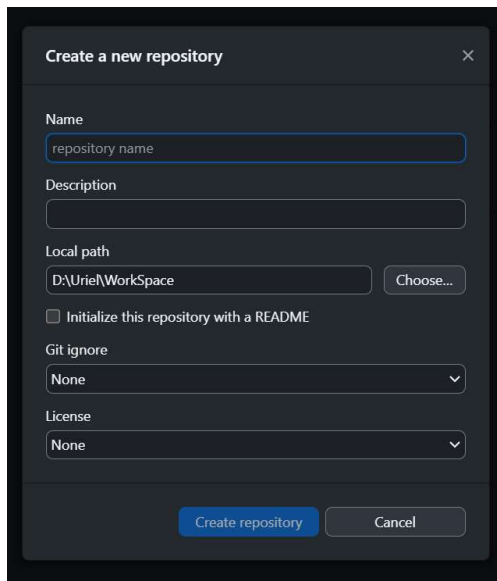 Create a new repository
Name
repository name
Description
Local path
D:\Uriel\WorkSpace
Choose...
Initialize this repository with a README
Git ignore
None
License
None
Create repository
Cancel